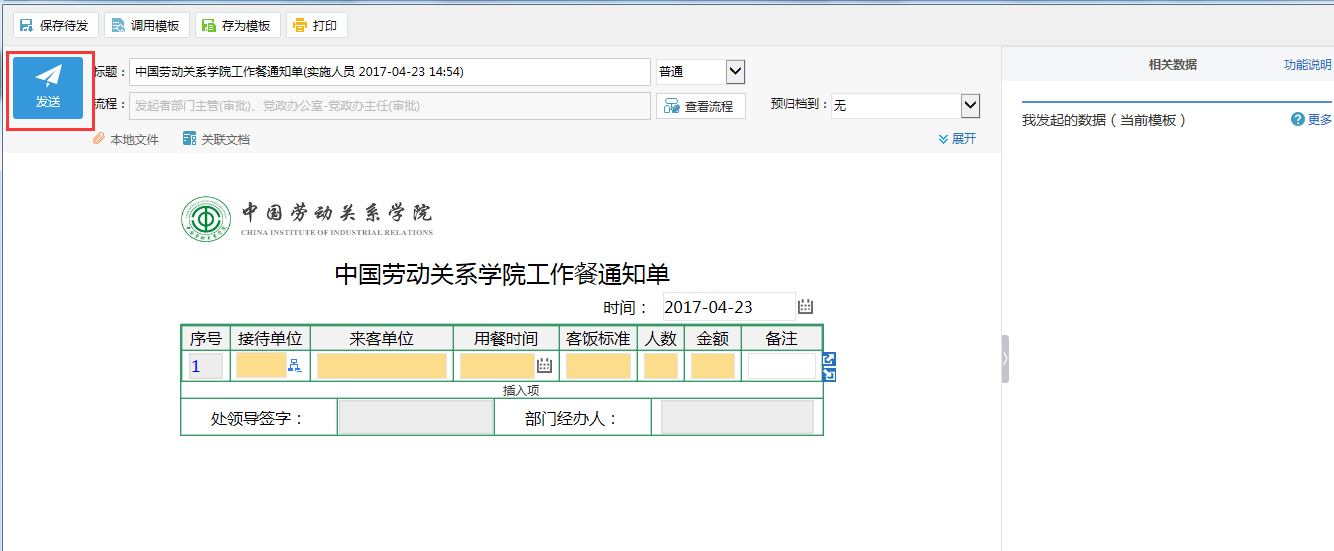 保存待发 调用模板 存为模板 打印
发送
标题： 中国劳动关系学院工作餐通知单(实施人员 2017-04-23 14:54) 普通
流程： 发起者部门主管(审批)、党政办公室-党政办主任(审批) 查看流程 预归档到： 无
本地文件 关联文档 展开
相关数据 功能说明
我发起的数据（当前模板） 更多
中国劳动关系学院
CHINA INSTITUTE OF INDUSTRIAL RELATIONS
中国劳动关系学院工作餐通知单
时间： 2017-04-23
序号 接待单位 来客单位 用餐时间 客饭标准 人数 金额 备注
1
插入项
处领导签字： 部门经办人：